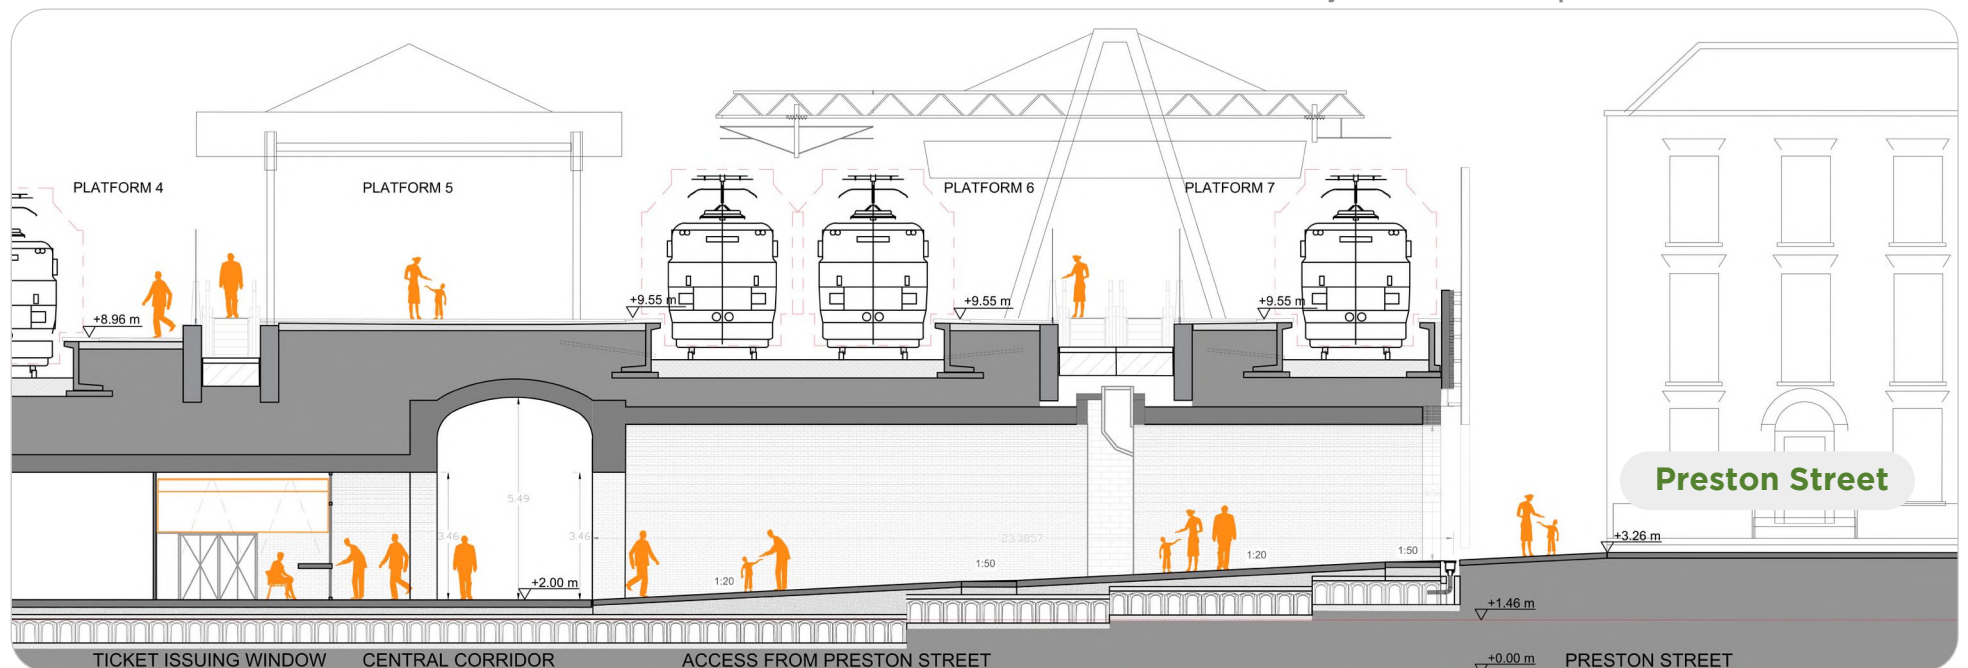 PLATFORM 4
PLATFORM 5
PLATFORM 6
PLATFORM 7
+8.96 m
+9.55 m
+9.55 m
+9.55 m
Preston Street
5.49
3.46
3.46
23.3857
1:20
1:50
1:20
1:50
+3.26 m
+2.00 m
+1.46 m
+0.00 m
TICKET ISSUING WINDOW
CENTRAL CORRIDOR
ACCESS FROM PRESTON STREET
PRESTON STREET